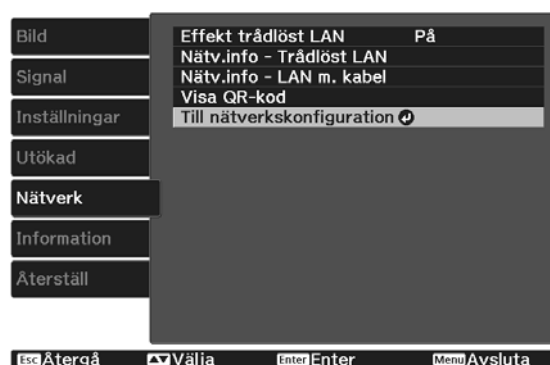 Bild
Signal
Inställningar
Utökad
Nätverk
Information
Återställ
Effekt trådlöst LAN På
Nätv.info - Trådlöst LAN
Nätv.info - LAN m. kabel
Visa QR-kod
Till nätverkskonfiguration
Esc Återgå Välja Enter Enter Menu Avsluta